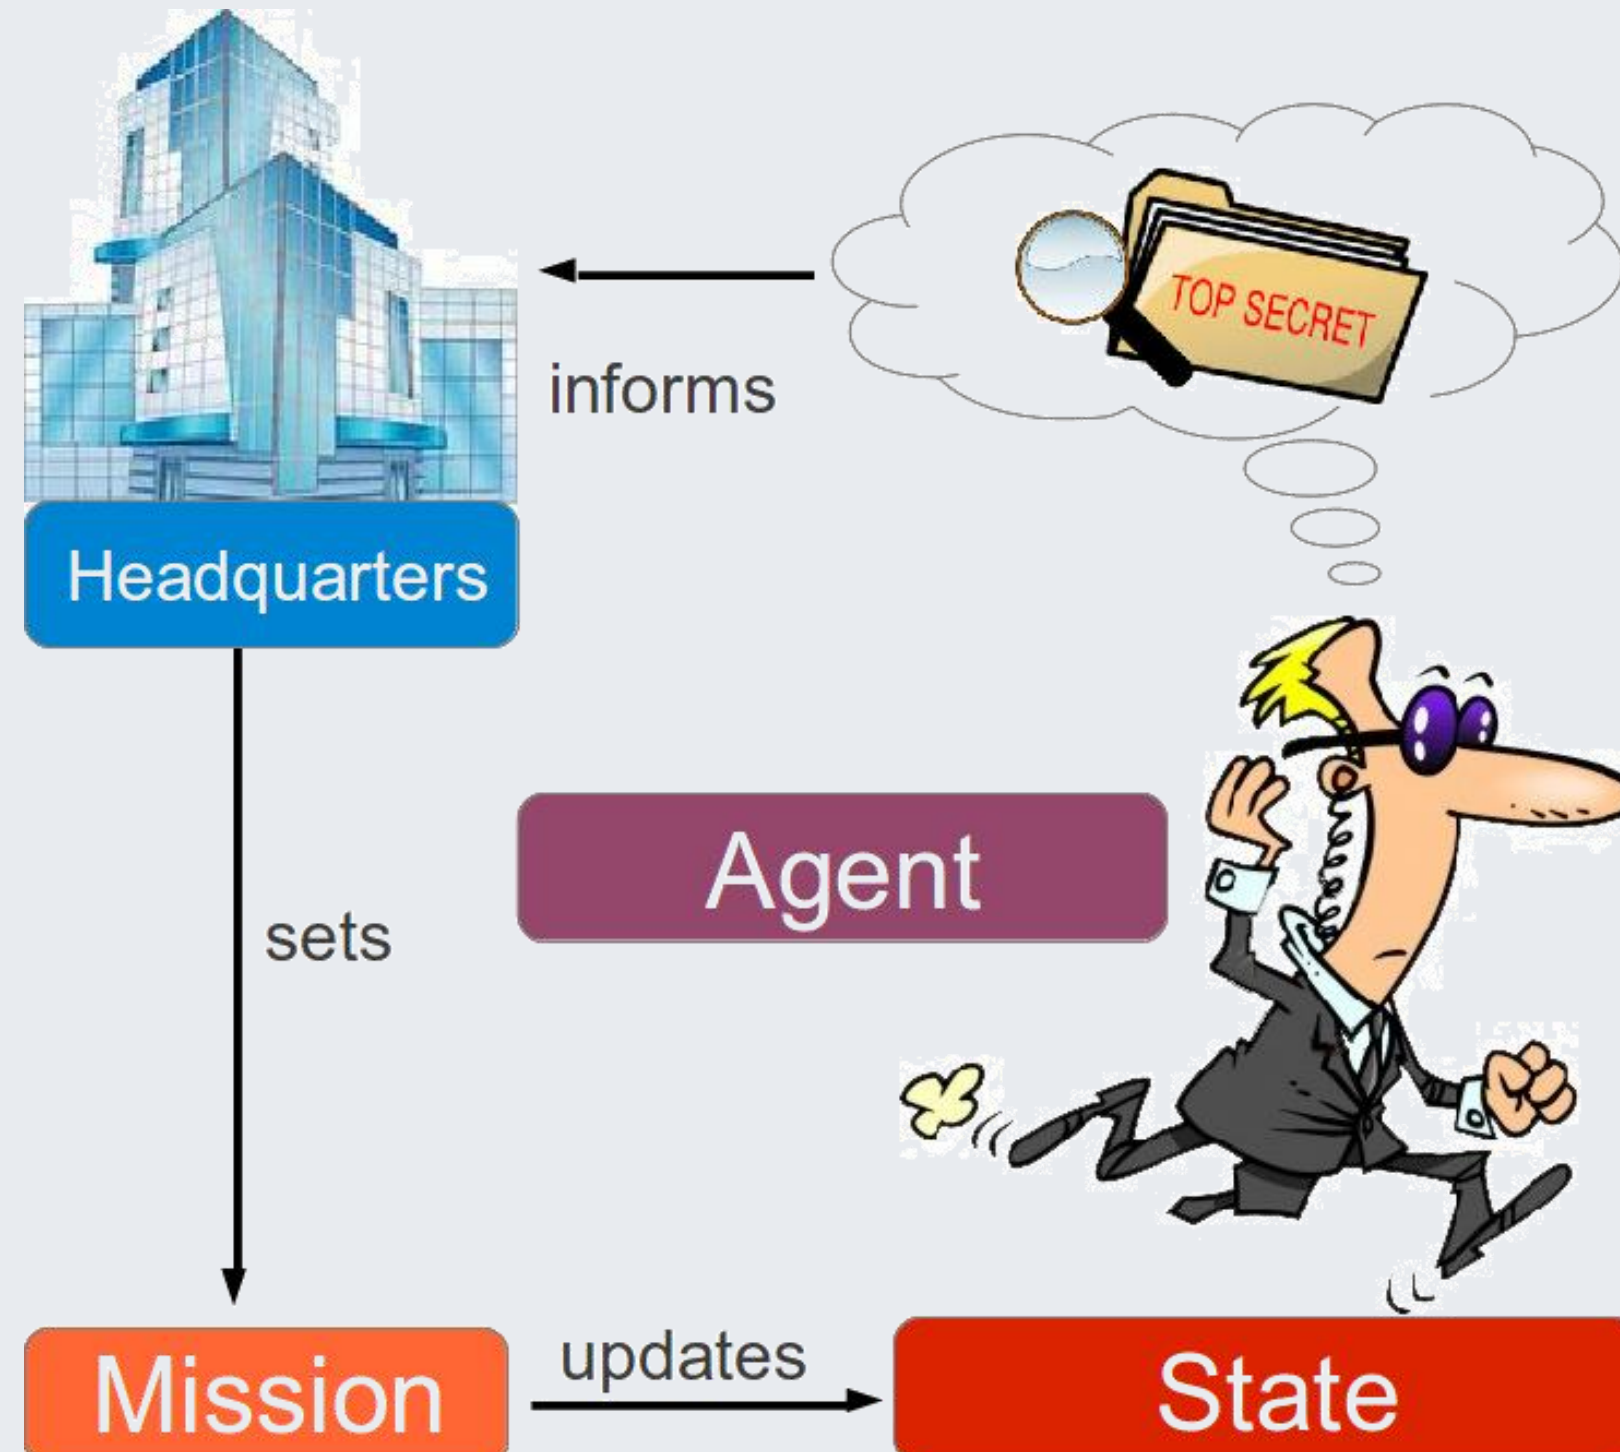 TOP SECRET
informs
Headquarters
Agent
sets
updates
Mission
State